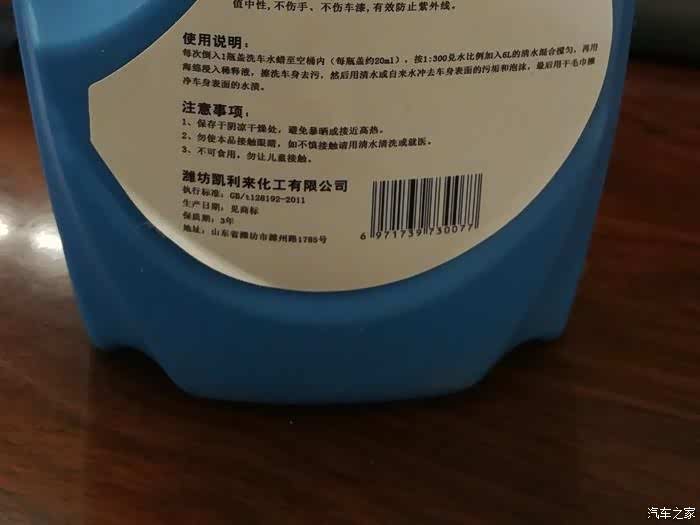 值中性,不伤手、不伤车漆,有效防止紫外线。
使用说明:
每次倒入1瓶盖洗车水蜡至空桶内（每瓶盖约20ml），按1:300兑水比例加入6L的清水混合搅匀，再用
海绵浸入稀释液，擦洗车身去污，然后用清水或自来水冲去车身表面的污垢和泡沫，最后用干毛巾擦
净车身表面的水渍。
注意事项:
1、保存于阴凉干燥处，避免暴晒或接近高热。
2、勿使本品接触眼睛，如不慎接触请用清水清洗或就医。
3、不可食用，勿让儿童接触。
潍坊凯利来化工有限公司
执行标准: GB/t128192-2011
生产日期: 见商标
保质期: 3年
地址: 山东省潍坊市潍州路1785号
6 971739 730077
汽车之家